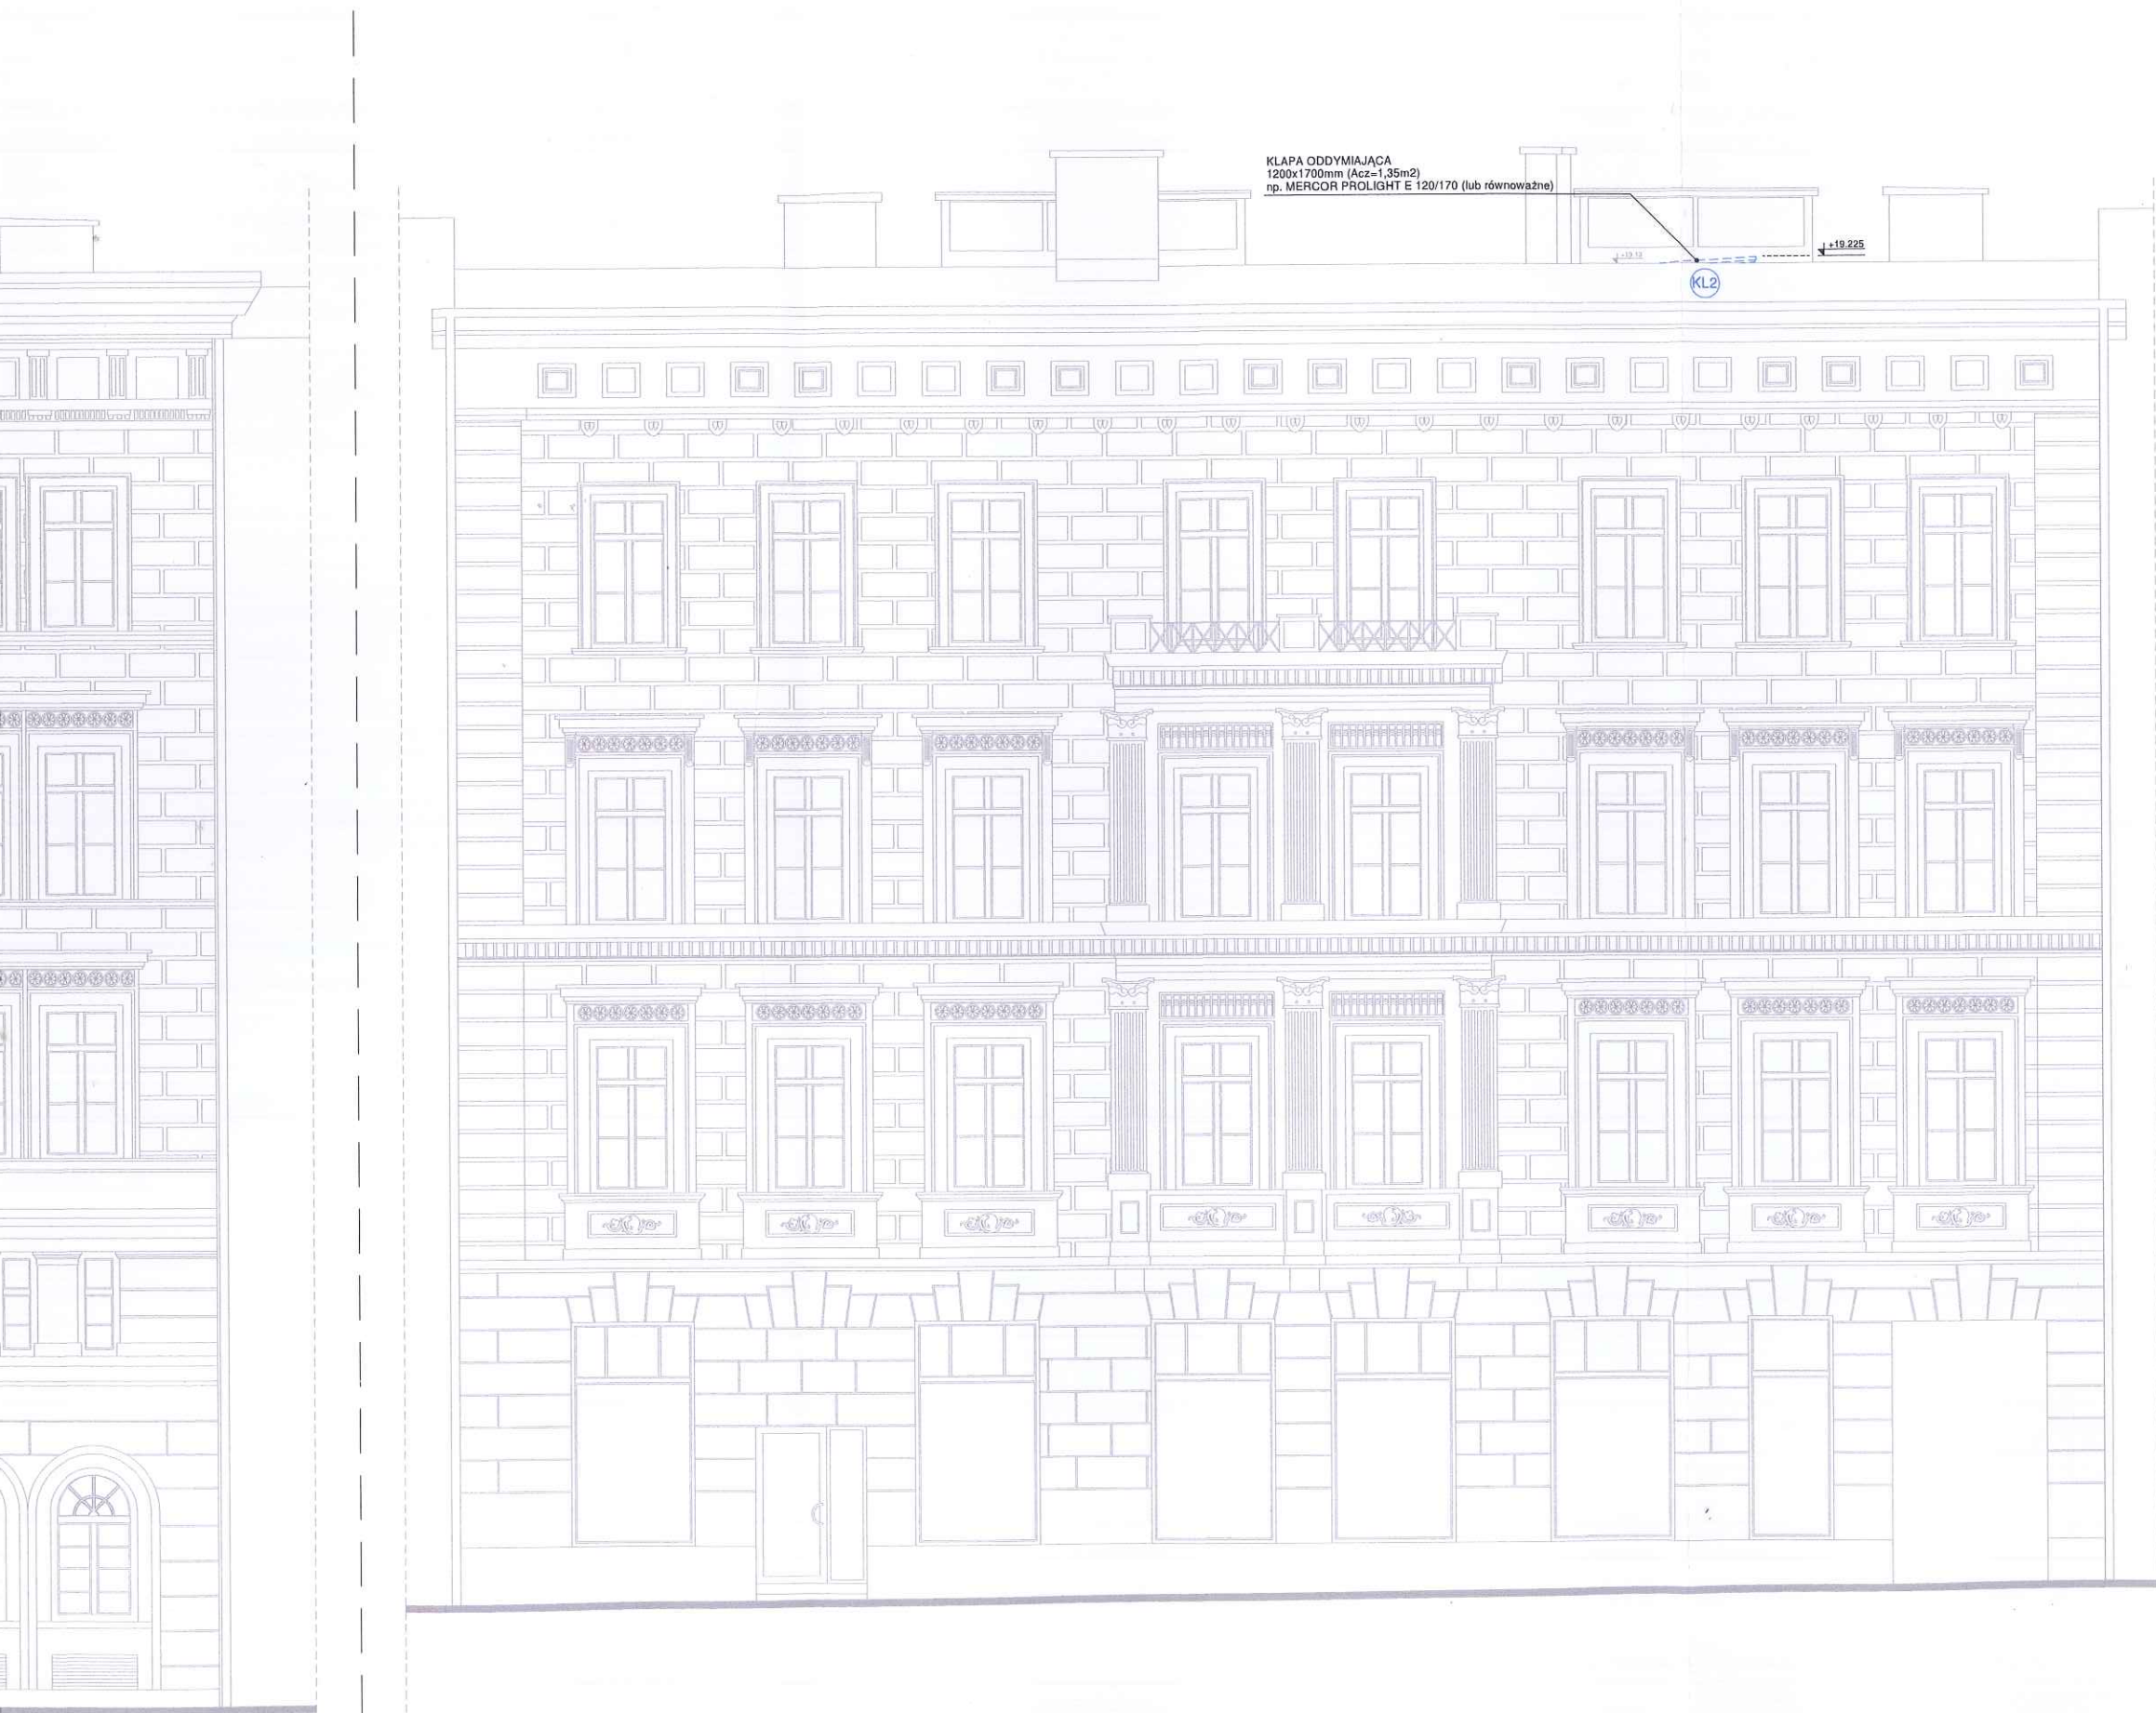 KLAPA ODDYMIAJĄCA
1200x1700mm (Acz=1,35m2)
np. MERCOR PROLIGHT E 120/170 (lub równoważne)
+19.225
KL2